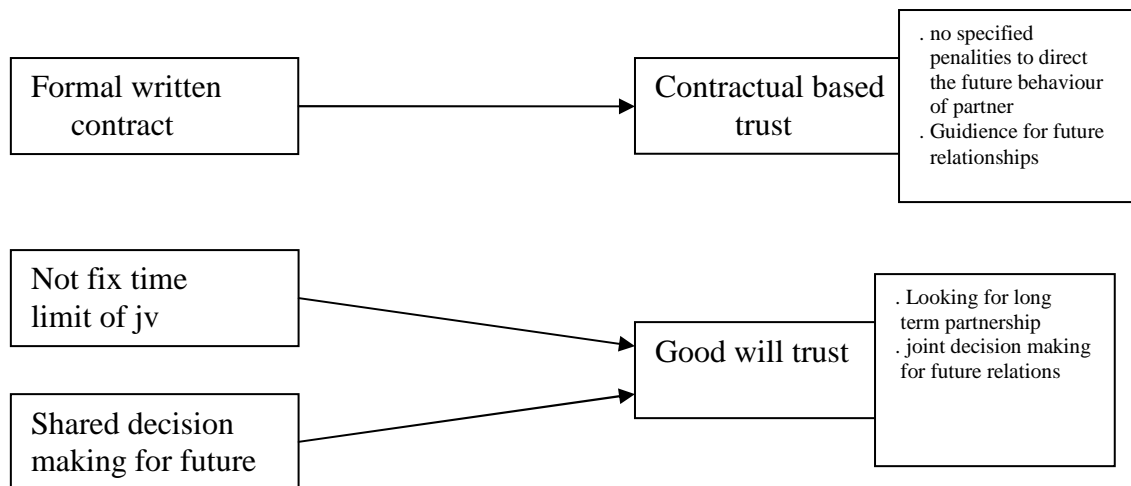 Formal written
contract
Contractual based
trust
. no specified
penalities to direct
the future behaviour
of partner
. Guidience for future
relationships
Not fix time
limit of jv
Shared decision
making for future
Good will trust
. Looking for long
term partnership
. joint decision making
for future relations